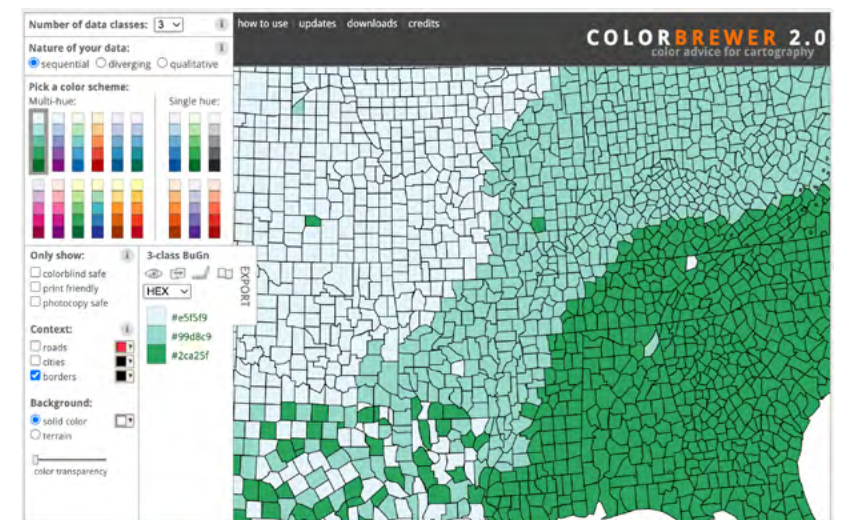 Number of data classes: 3 i
how to use updates downloads credits
COLORBREWER 2.0
color advice for cartography
Nature of your data: i
sequential diverging qualitative
Pick a color scheme:
Multi-hue: Single hue:
Only show: i
colorblind safe
print friendly
photocopy safe
Context: i
roads
cities
borders
Background:
solid color
terrain
color transparency
3-class BuGn
EXPORT
HEX
#e5f5f9
#99d8c9
#2ca25f